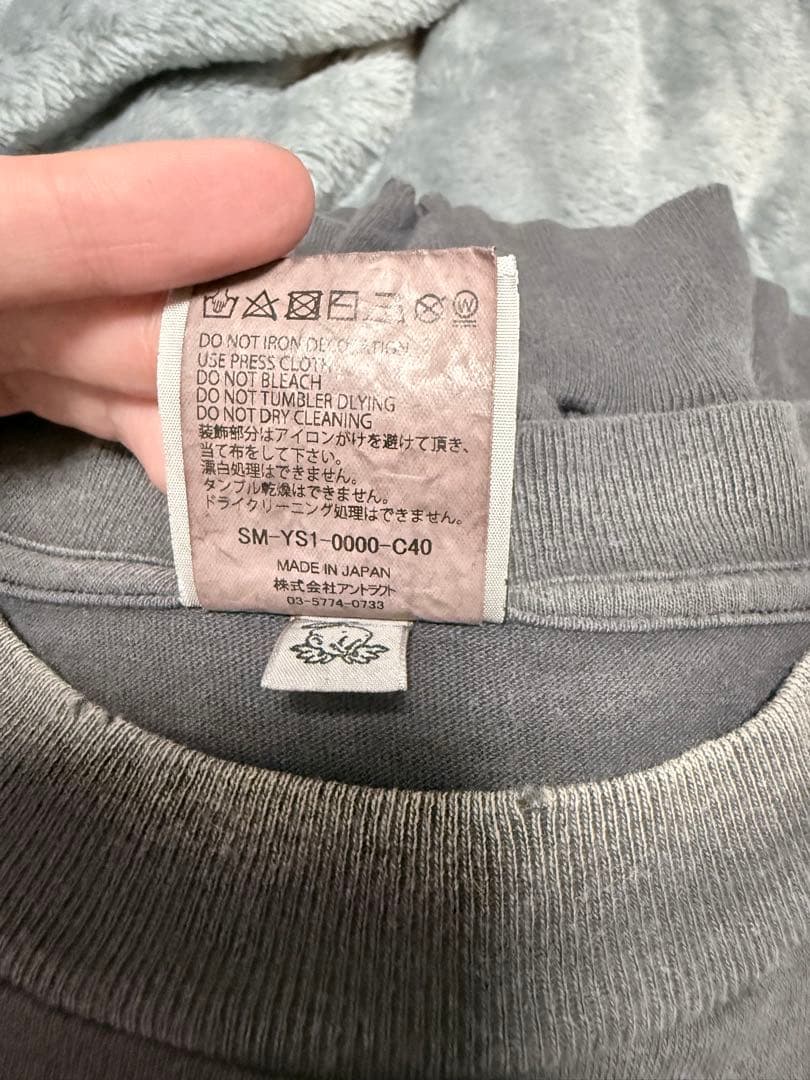 DO NOT IRON DECORATION
USE PRESS CLOTH
DO NOT BLEACH
DO NOT TUMBLER DLYING
DO NOT DRY CLEANING
装飾部分はアイロンがけを避けて頂き、
当て布をして下さい。
漂白処理はできません。
タンブル乾燥はできません。
ドライクリーニング処理はできません。
SM-YS1-0000-C40
MADE IN JAPAN
株式会社アントラクト
03-5774-0733